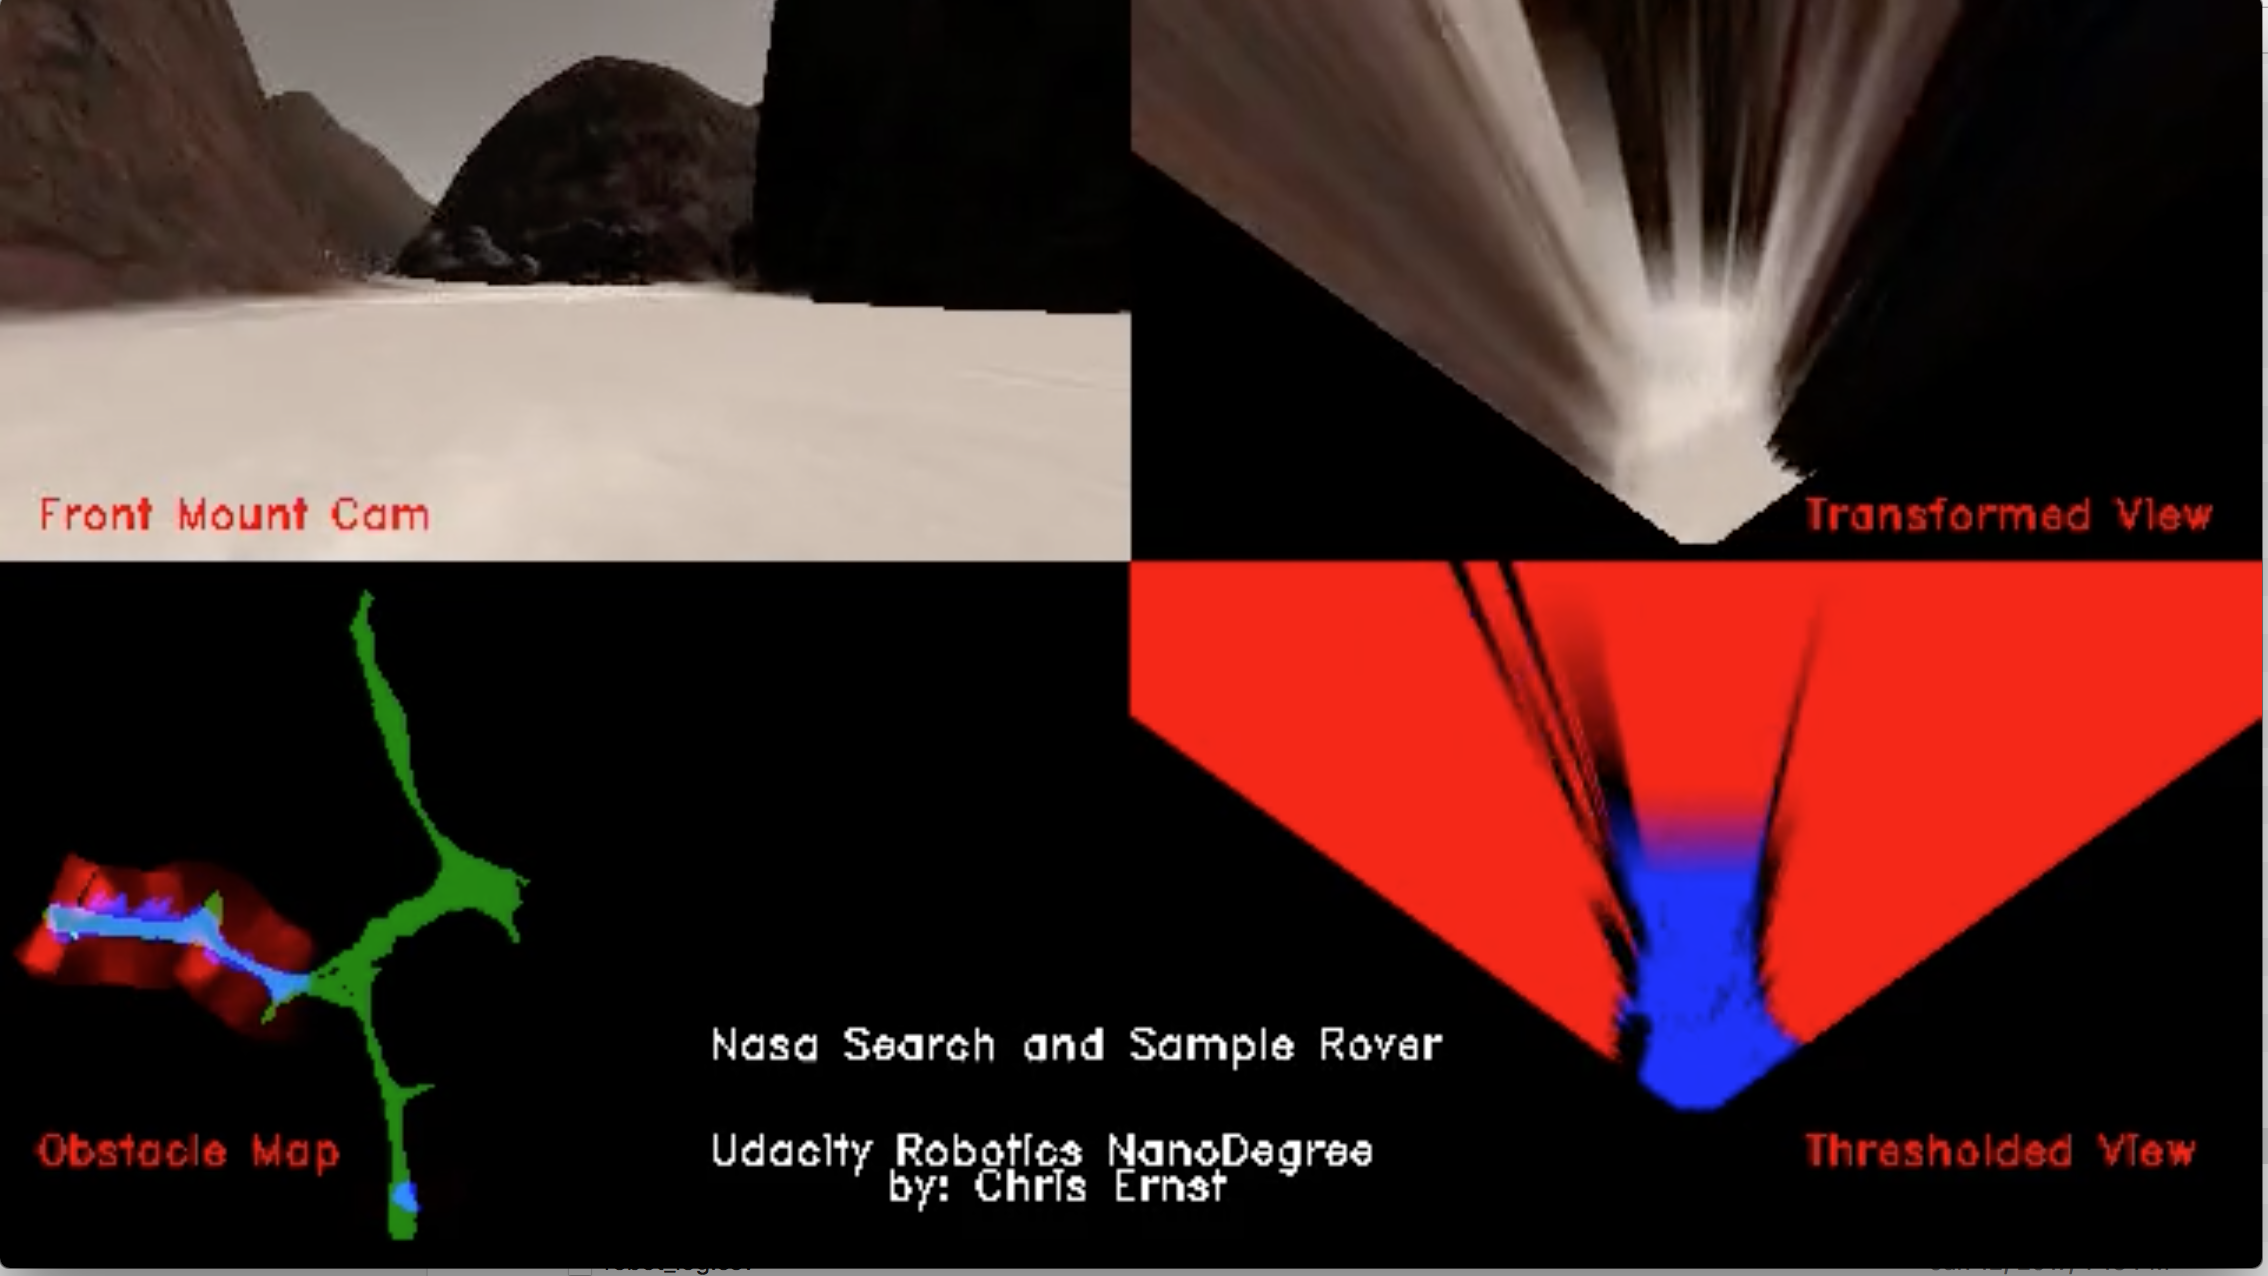 Front Mount Cam
Transformed View
Nasa Search and Sample Rover
Obstacle Map
Udacity Robotics NanoDegree
by: Chris Ernst
Thresholded View